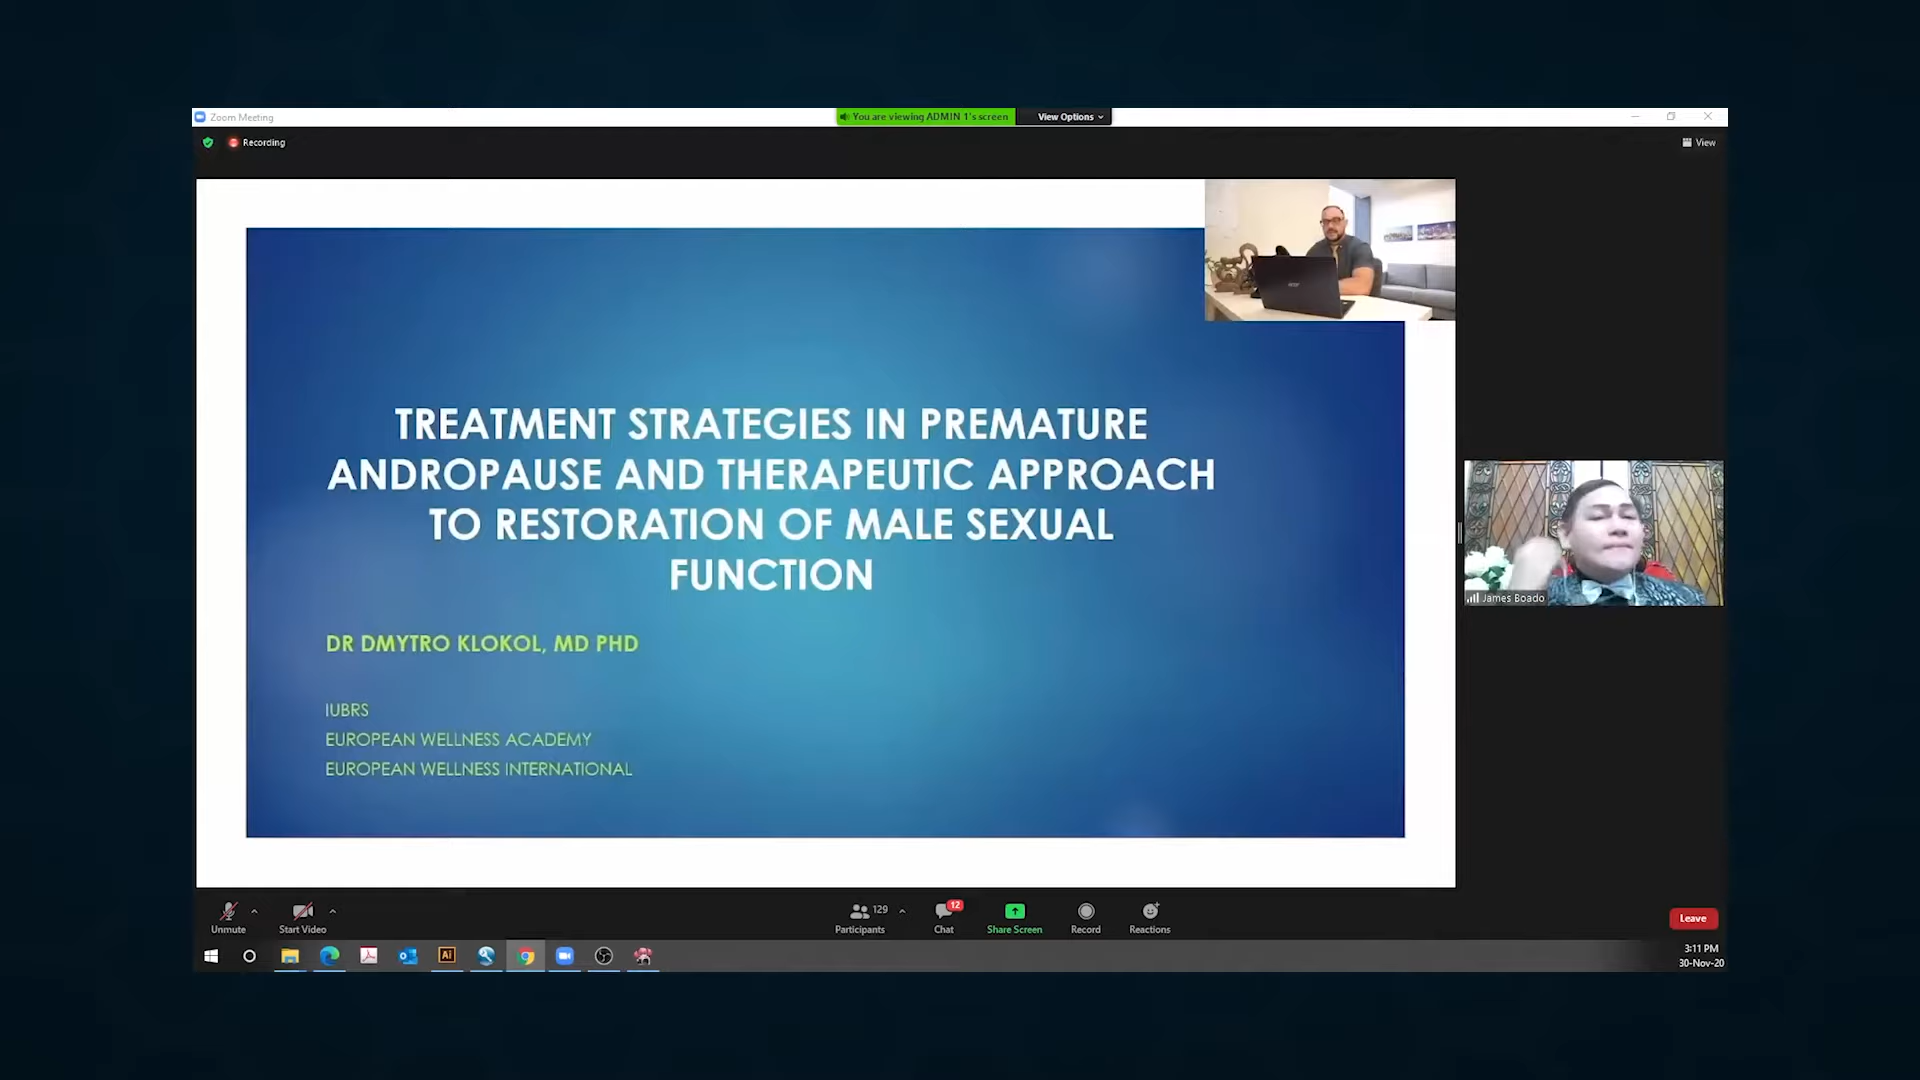 Zoom Meeting
You are viewing ADMIN 1's screen
View Options
Recording
View
TREATMENT STRATEGIES IN PREMATURE
ANDROPAUSE AND THERAPEUTIC APPROACH
TO RESTORATION OF MALE SEXUAL
FUNCTION
DR DMYTRO KLOKOL, MD PHD
IUBRS
EUROPEAN WELLNESS ACADEMY
EUROPEAN WELLNESS INTERNATIONAL
James Boado
Unmute
Start Video
129
Participants
12
Chat
Share Screen
Record
Reactions
Leave
Ai
3:11 PM
30-Nov-20